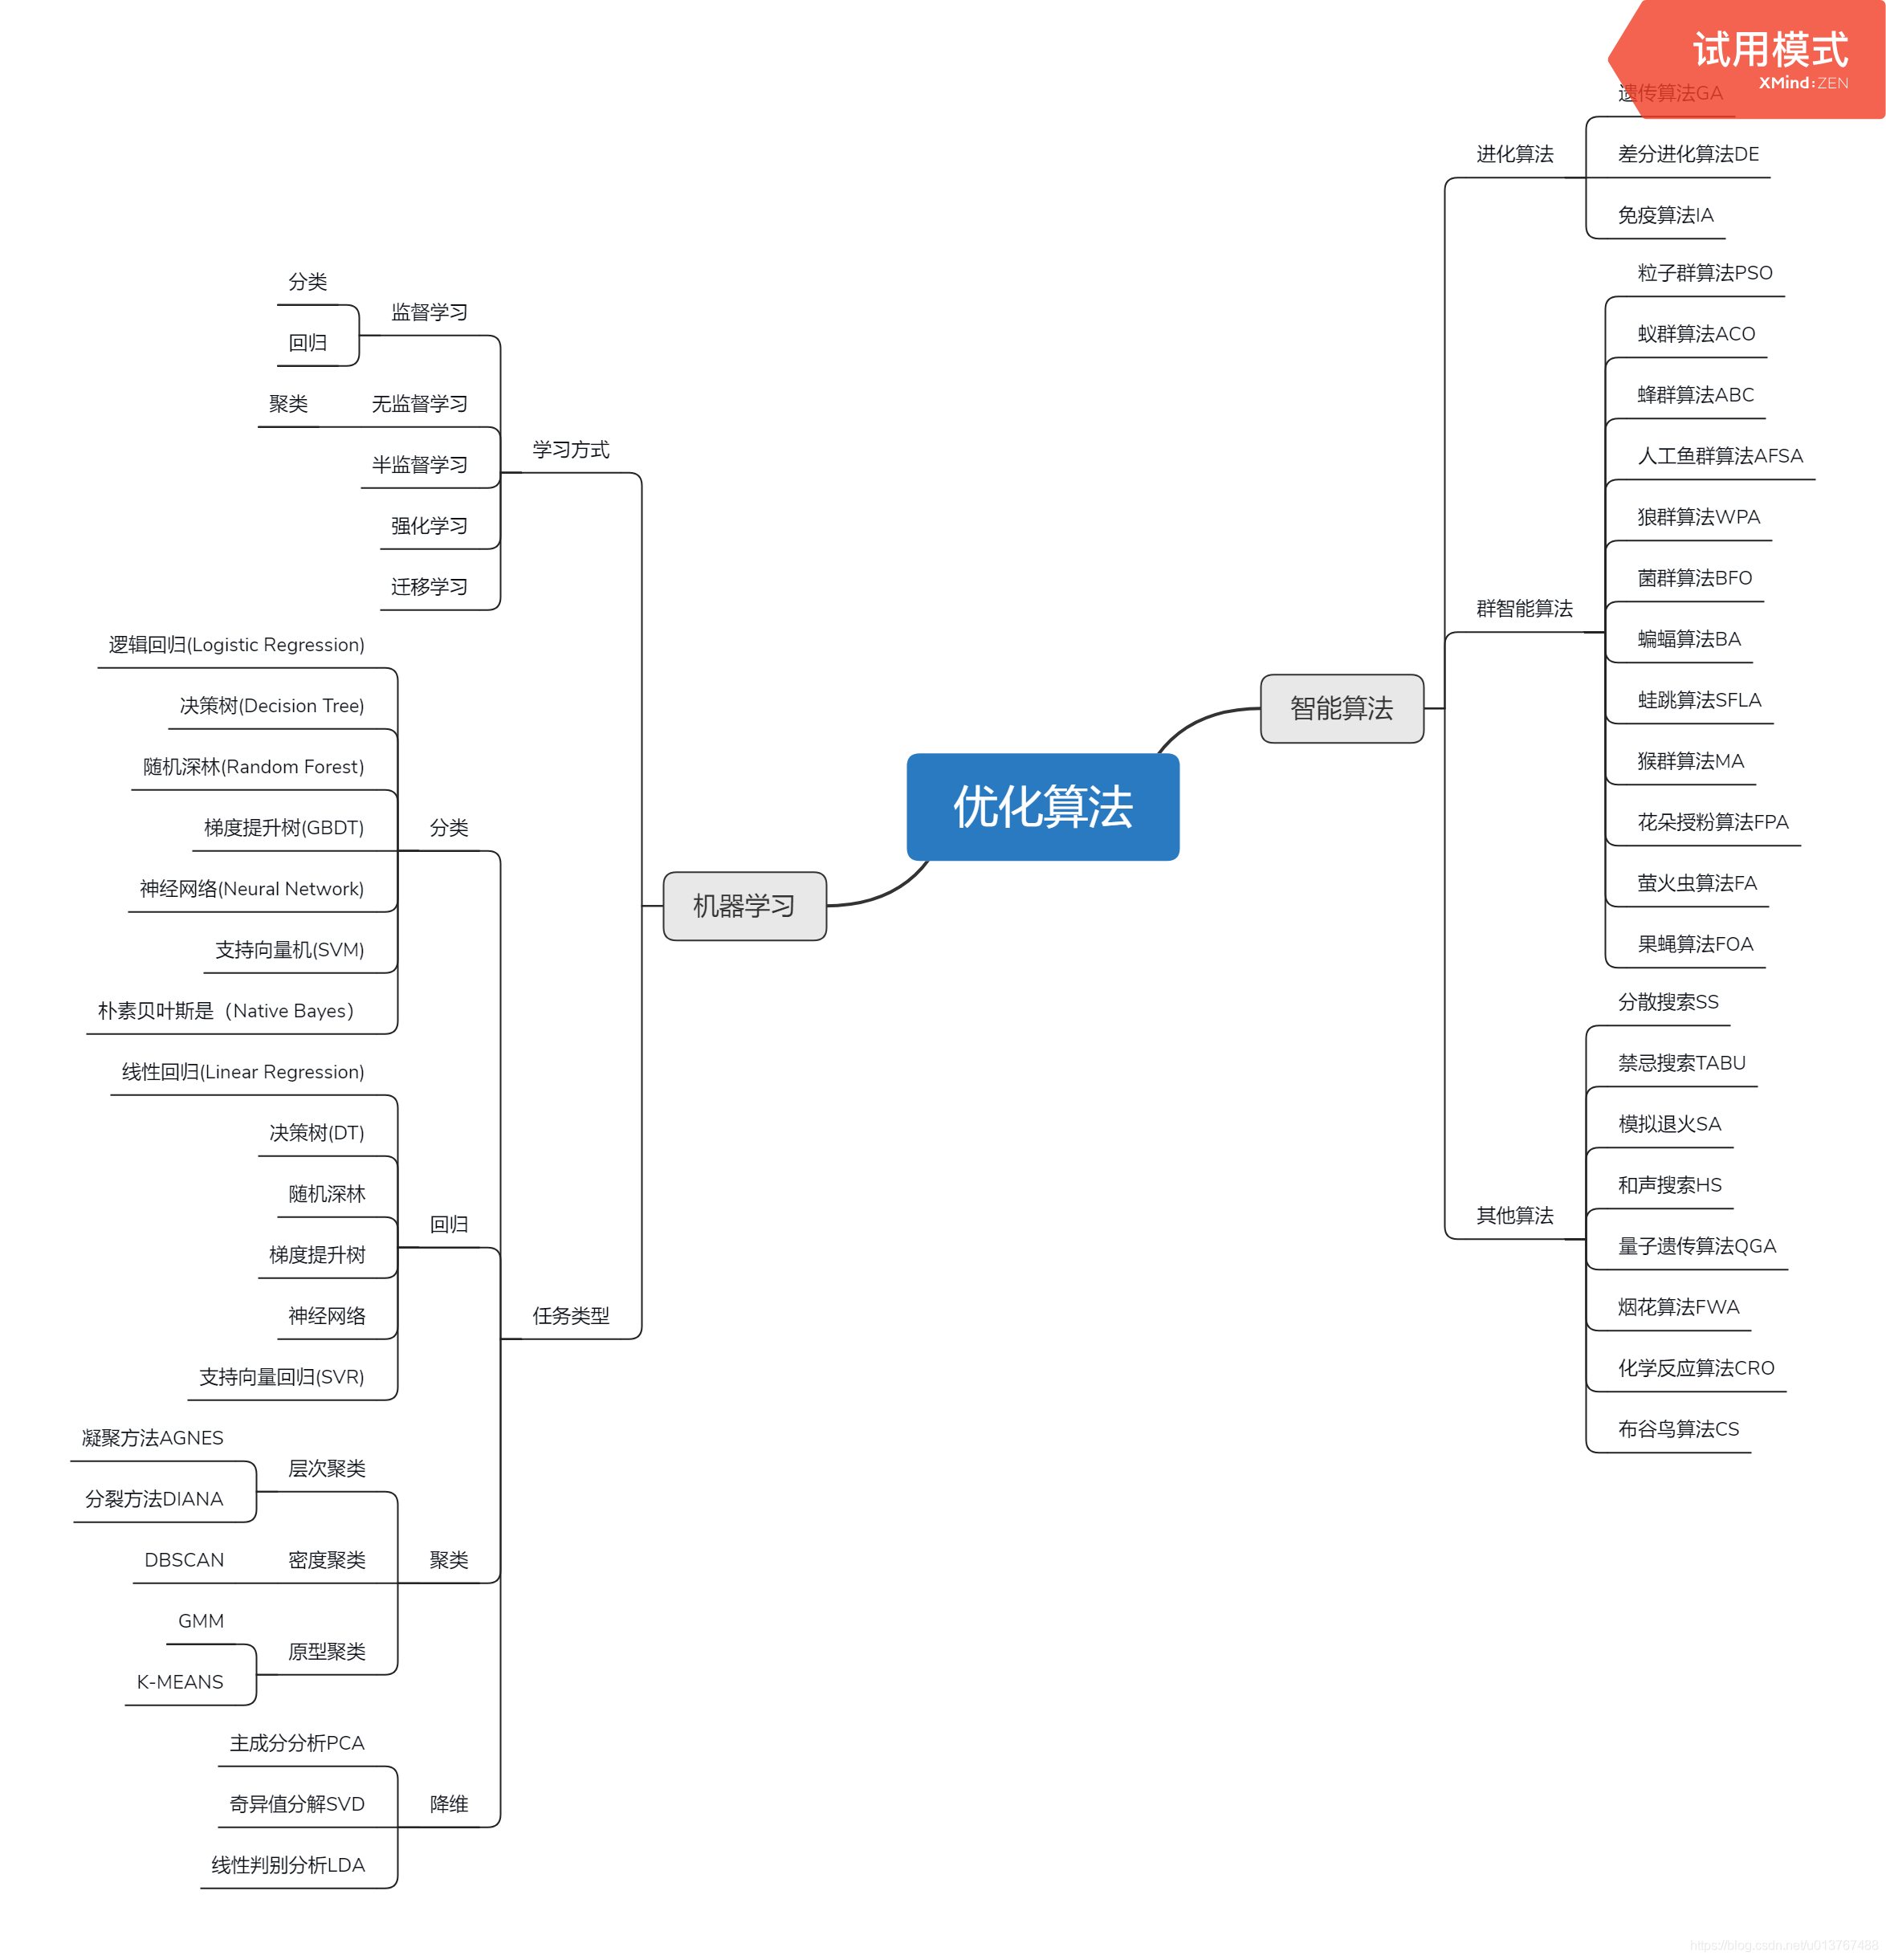 试用模式
XMind:ZEN
优化算法
智能算法
进化算法
遗传算法GA
差分进化算法DE
免疫算法IA
群智能算法
粒子群算法PSO
蚁群算法ACO
蜂群算法ABC
人工鱼群算法AFSA
狼群算法WPA
菌群算法BFO
蝙蝠算法BA
蛙跳算法SFLA
猴群算法MA
花朵授粉算法FPA
萤火虫算法FA
果蝇算法FOA
其他算法
分散搜索SS
禁忌搜索TABU
模拟退火SA
和声搜索HS
量子遗传算法QGA
烟花算法FWA
化学反应算法CRO
布谷鸟算法CS
机器学习
学习方式
监督学习
分类
回归
无监督学习
聚类
半监督学习
强化学习
迁移学习
任务类型
分类
逻辑回归(Logistic Regression)
决策树(Decision Tree)
随机深林(Random Forest)
梯度提升树(GBDT)
神经网络(Neural Network)
支持向量机(SVM)
朴素贝叶斯是（Native Bayes）
回归
线性回归(Linear Regression)
决策树(DT)
随机深林
梯度提升树
神经网络
支持向量回归(SVR)
聚类
层次聚类
凝聚方法AGNES
分裂方法DIANA
密度聚类
DBSCAN
原型聚类
GMM
K-MEANS
降维
主成分分析PCA
奇异值分解SVD
线性判别分析LDA
https://blog.csdn.net/u013767488